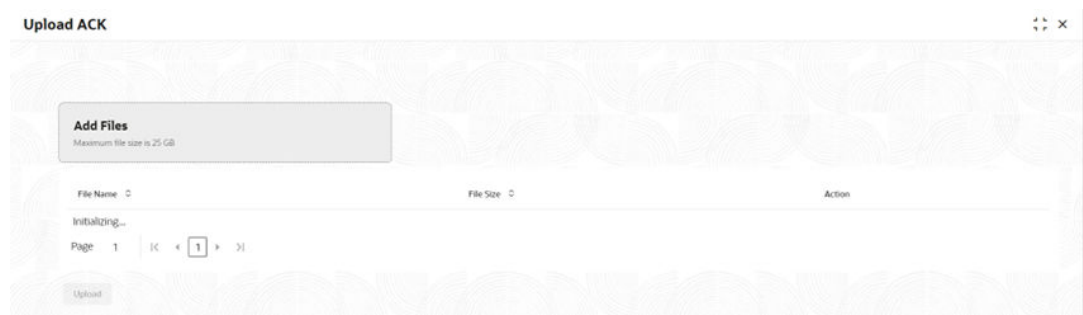 Upload ACK
Add Files
Maximum file size is 25 GB
File Name File Size Action
Initializing...
Page 1 1
Upload